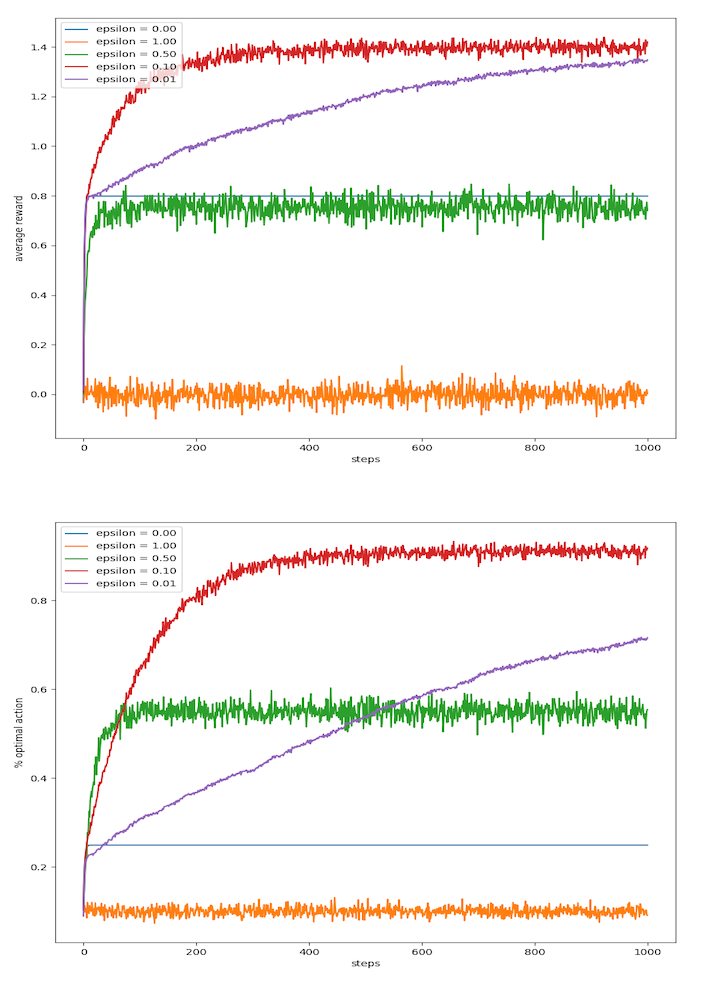 epsilon = 0.00
epsilon = 1.00
epsilon = 0.50
epsilon = 0.10
epsilon = 0.01
1.4
1.2
1.0
0.8
0.6
0.4
0.2
0.0
average reward
0 200 400 600 800 1000
steps
epsilon = 0.00
epsilon = 1.00
epsilon = 0.50
epsilon = 0.10
epsilon = 0.01
0.8
0.6
0.4
0.2
% optimal action
0 200 400 600 800 1000
steps